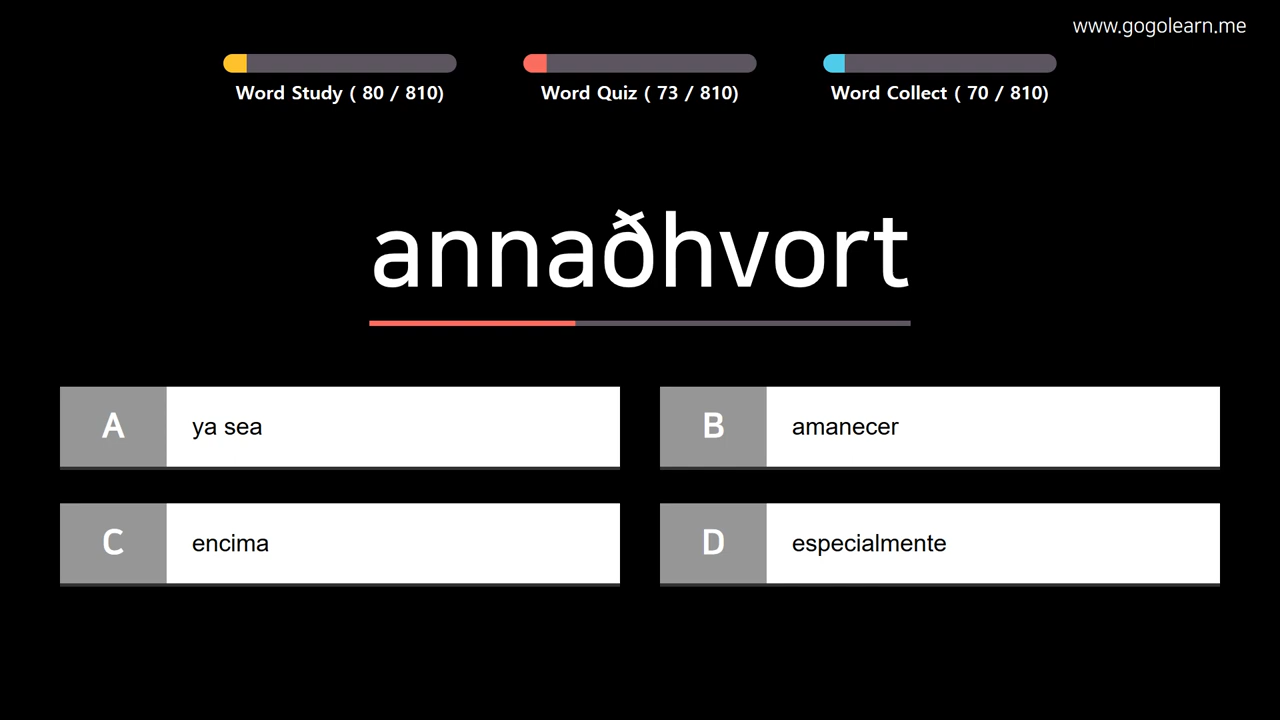 www.gogolearn.me
Word Study ( 80 / 810)
Word Quiz ( 73 / 810)
Word Collect ( 70 / 810)
annaðhvort
A
ya sea
B
amanecer
C
encima
D
especialmente